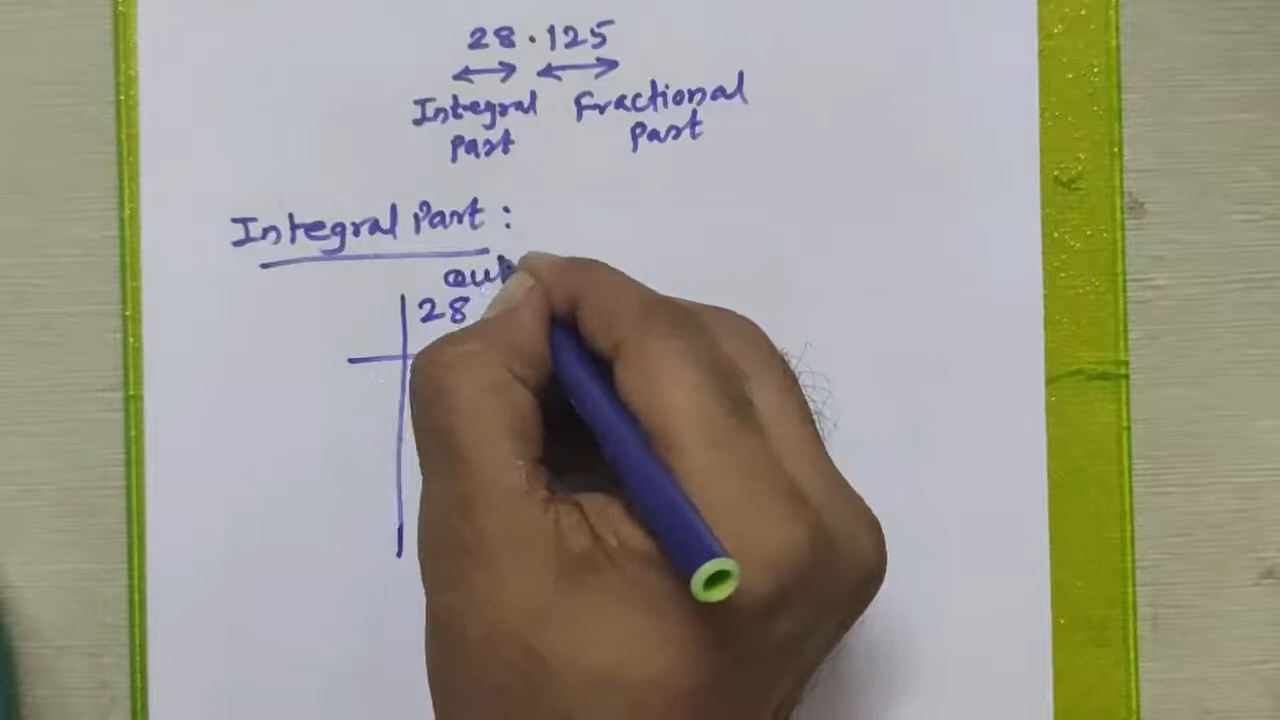 28.125
Integral Fractional
Part Part
Integral Part :
28